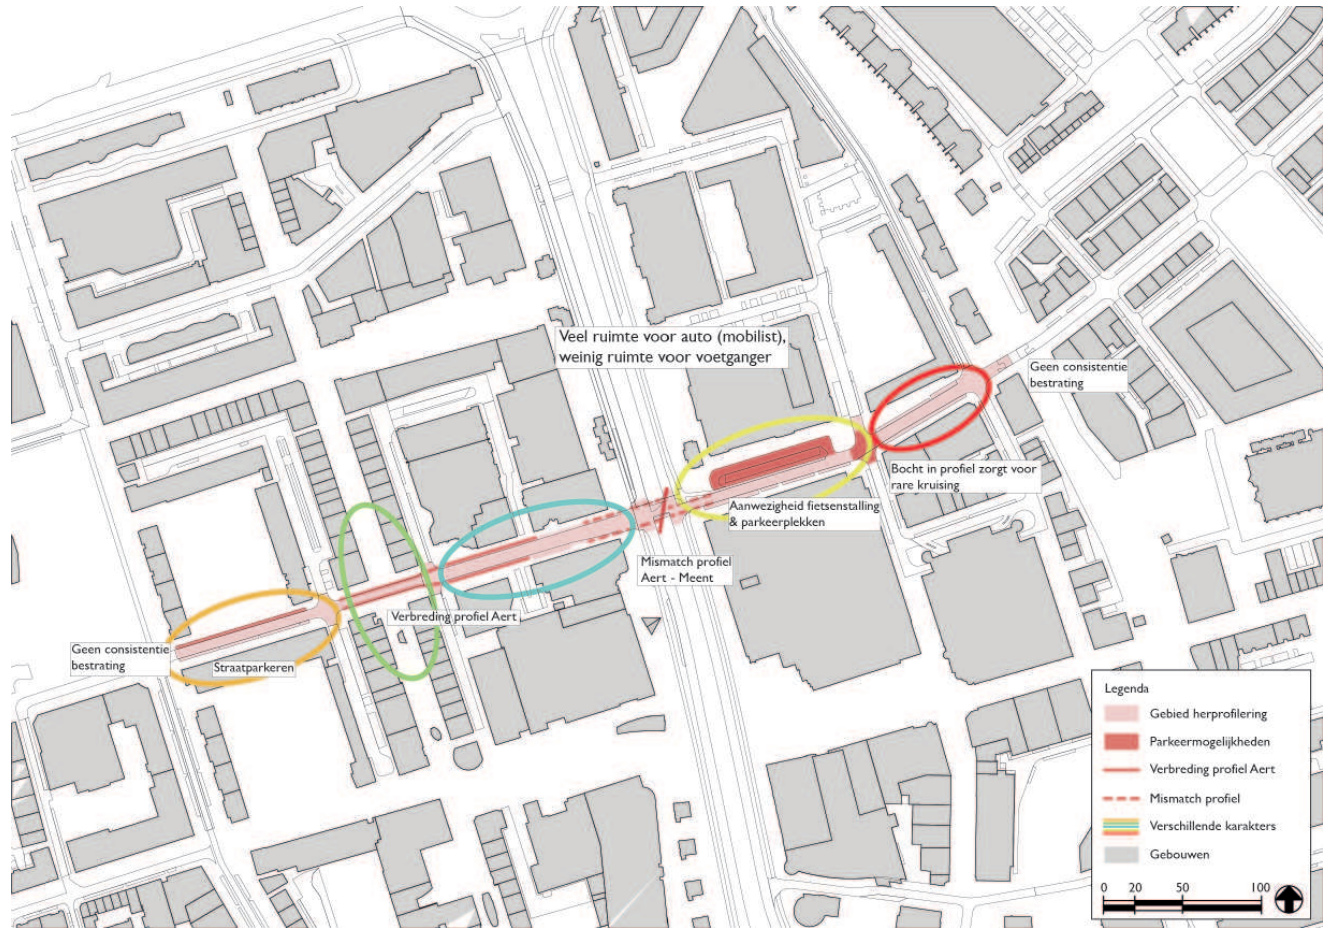 Veel ruimte voor auto (mobilist),
weinig ruimte voor voetganger
Geen consistentie
bestrating
Bocht in profiel zorgt voor
rare kruising
Aanwezigheid fietsenstalling
& parkeerplekken
Mismatch profiel
Aert - Meent
Verbreding profiel Aert
Geen consistentie
bestrating
Straatparkeren
Legenda
Gebied herprofilering
Parkeermogelijkheden
Verbreding profiel Aert
Mismatch profiel
Verschillende karakters
Gebouwen
0 20 50 100